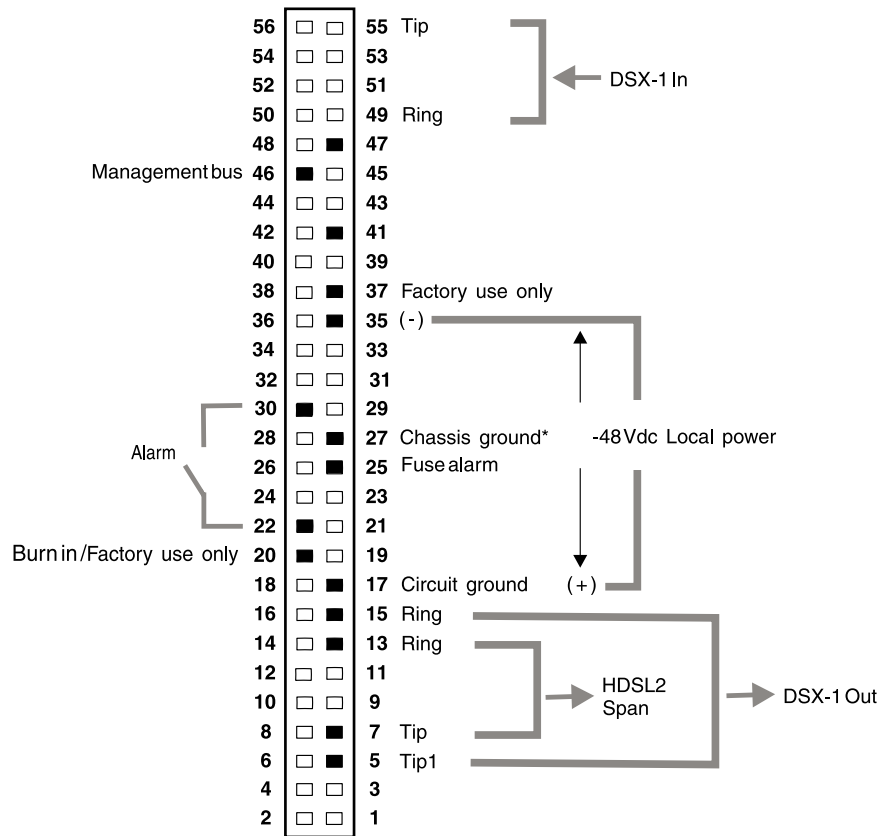 56 55 Tip
54 53
52 51 DSX-1 In
50 49 Ring
48 47
Management bus 46 45
44 43
42 41
40 39
38 37 Factory use only
36 35 (-)
34 33
32 31
30 29
28 27 Chassis ground* -48Vdc Local power
Alarm
26 25 Fuse alarm
24 23
22 21
Burn in/Factory use only 20 19
18 17 Circuit ground (+)
16 15 Ring
14 13 Ring
12 11
HDSL2
Span
DSX-1 Out
10 9
8 7 Tip
6 5 Tip1
4 3
2 1